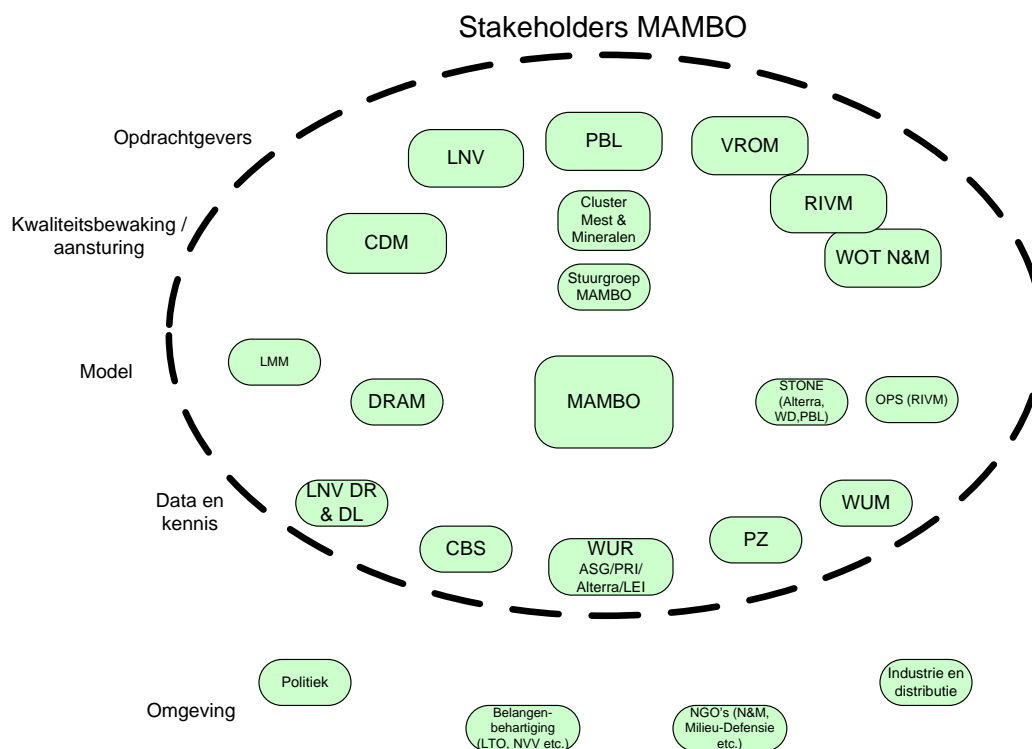 Stakeholders MAMBO
Opdrachtgevers
LNV
PBL
VROM
Kwaliteitsbewaking /
aansturing
CDM
Cluster
Mest &
Mineralen
RIVM
WOT N&M
Stuurgroep
MAMBO
Model
LMM
DRAM
MAMBO
STONE
(Alterra,
WD,PBL)
OPS (RIVM)
Data en
kennis
LNV DR
& DL
CBS
WUR
ASG/PRI/
Alterra/LEI
PZ
WUM
Omgeving
Politiek
Belangen-
behartiging
(LTO, NVV etc.)
NGO's (N&M,
Milieu-Defensie
etc.)
Industrie en
distributie